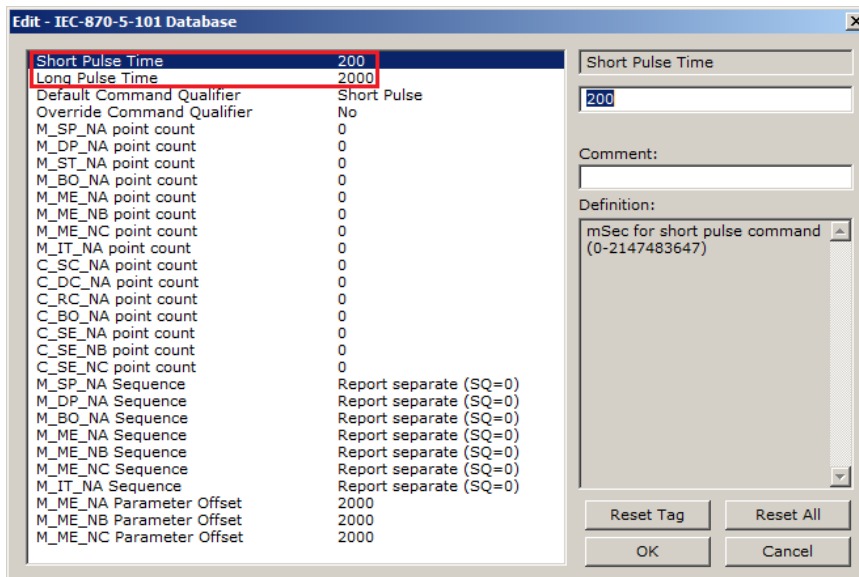 Edit - IEC-870-5-101 Database
Short Pulse Time 200
Long Pulse Time 2000
Default Command Qualifier Short Pulse
Override Command Qualifier No
M_SP_NA point count 0
M_DP_NA point count 0
M_ST_NA point count 0
M_BO_NA point count 0
M_ME_NA point count 0
M_ME_NB point count 0
M_ME_NC point count 0
M_IT_NA point count 0
C_SC_NA point count 0
C_DC_NA point count 0
C_RC_NA point count 0
C_BO_NA point count 0
C_SE_NA point count 0
C_SE_NB point count 0
C_SE_NC point count 0
M_SP_NA Sequence Report separate (SQ=0)
M_DP_NA Sequence Report separate (SQ=0)
M_BO_NA Sequence Report separate (SQ=0)
M_ME_NA Sequence Report separate (SQ=0)
M_ME_NB Sequence Report separate (SQ=0)
M_ME_NC Sequence Report separate (SQ=0)
M_IT_NA Sequence Report separate (SQ=0)
M_ME_NA Parameter Offset 2000
M_ME_NB Parameter Offset 2000
M_ME_NC Parameter Offset 2000
Short Pulse Time
200
Comment:
Definition:
mSec for short pulse command
(0-2147483647)
Reset Tag Reset All
OK Cancel